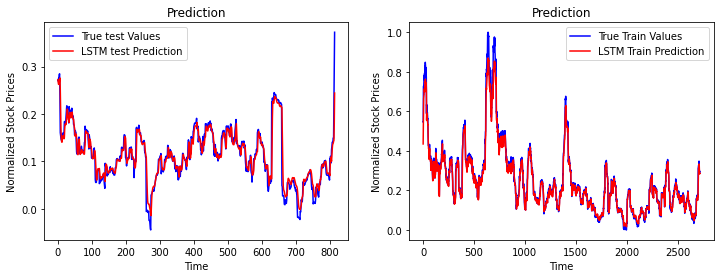 Prediction
True test Values
LSTM test Prediction
Normalized Stock Prices
0.3
0.2
0.1
0.0
0 100 200 300 400 500 600 700 800
Time
Prediction
True Train Values
LSTM Train Prediction
Normalized Stock Prices
1.0
0.8
0.6
0.4
0.2
0.0
0 500 1000 1500 2000 2500
Time